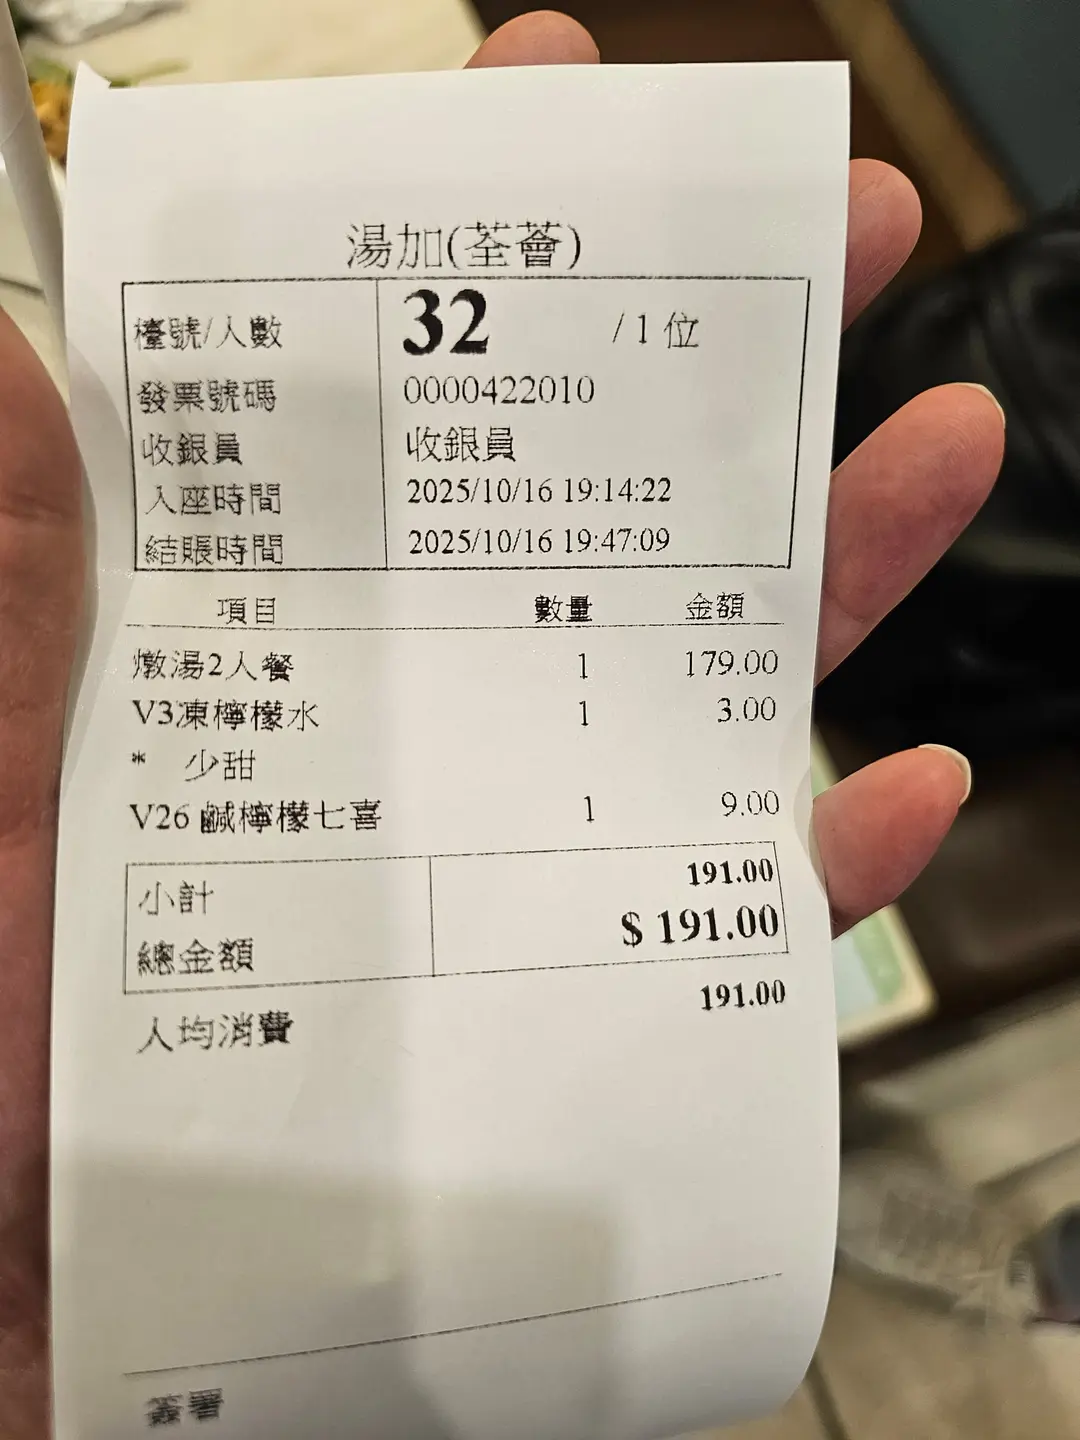 湯加(荃薈)
檯號/人數 32 / 1 位
發票號碼 0000422010
收銀員 收銀員
入座時間 2025/10/16 19:14:22
結賬時間 2025/10/16 19:47:09
項目 數量 金額
燉湯2人餐 1 179.00
V3凍檸檬水 1 3.00
* 少甜
V26 鹹檸檬七喜 1 9.00
小計 191.00
總金額 $ 191.00
人均消費 191.00
簽署